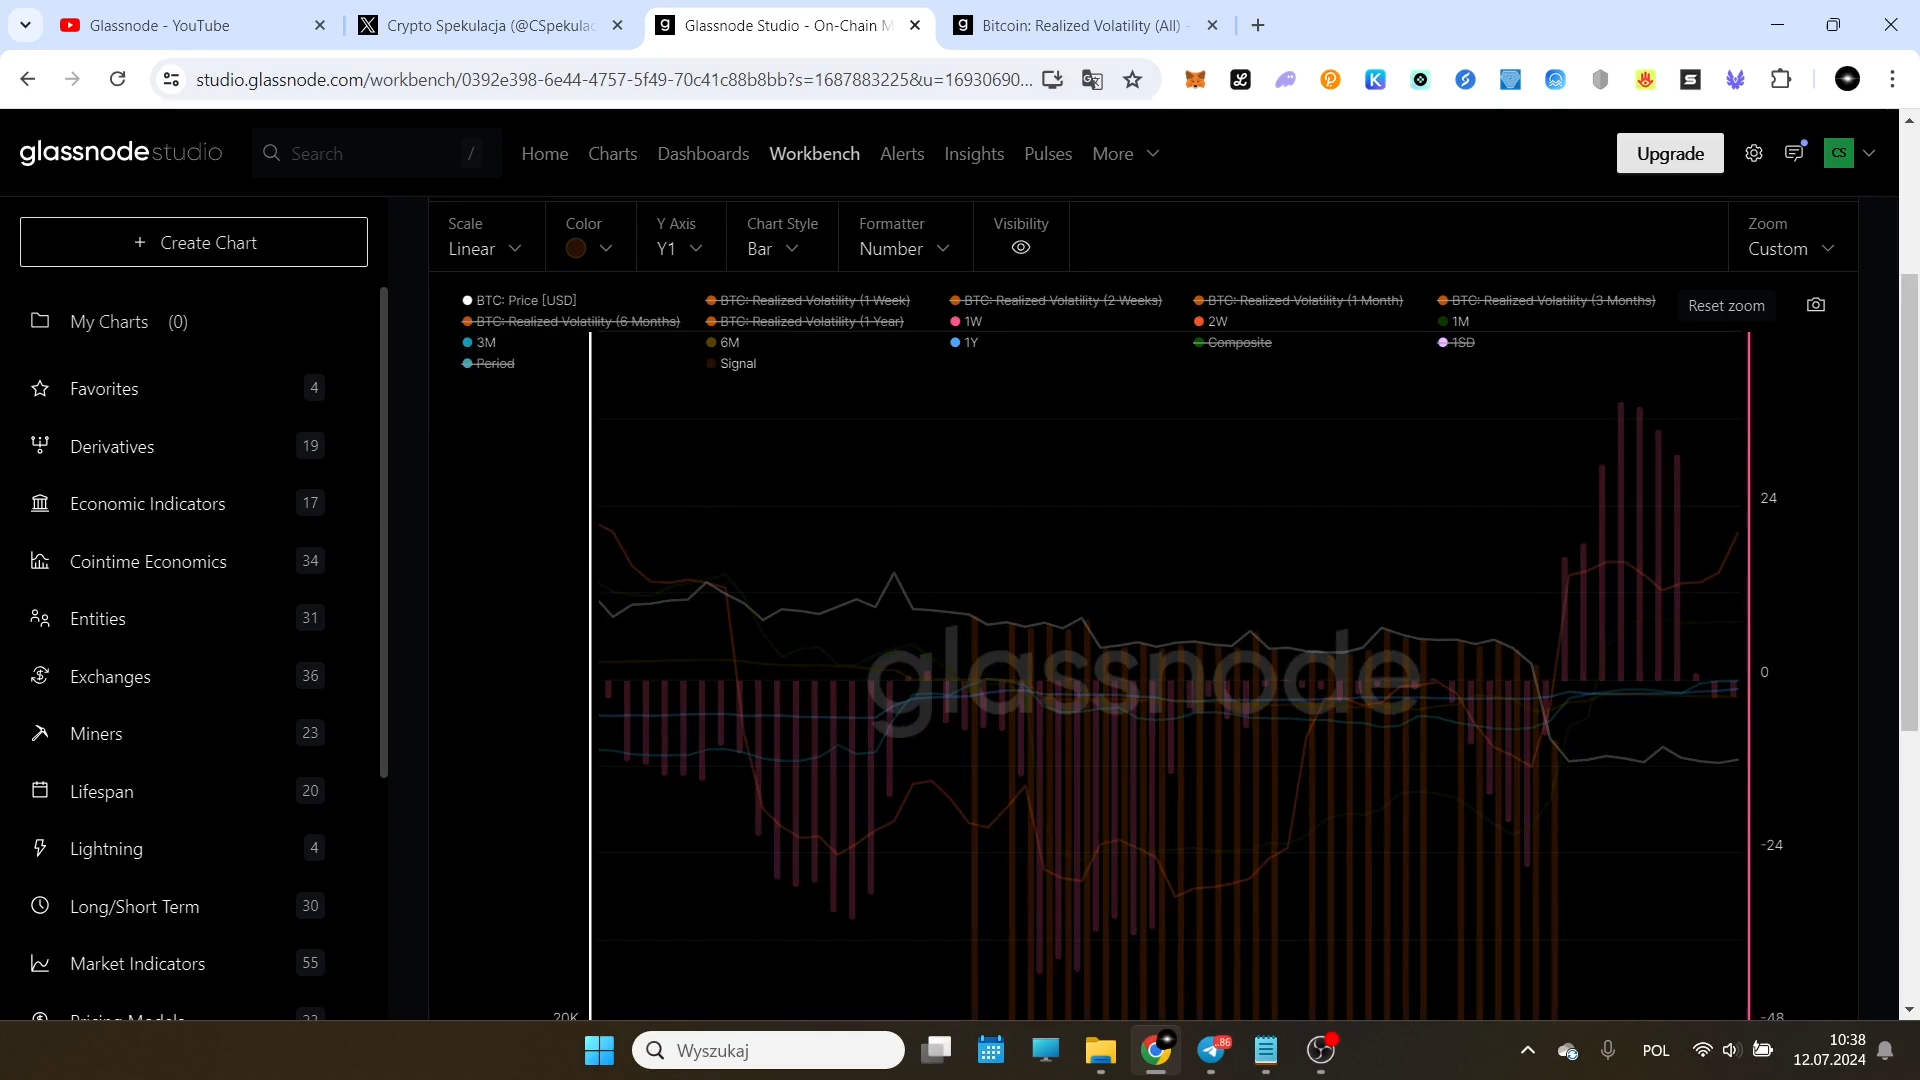 Glassnode - YouTube
Crypto Spekulacja (@CSpekulac
Glassnode Studio - On-Chain M
Bitcoin: Realized Volatility (All) -
studio.glassnode.com/workbench/0392e398-6e44-4757-5f49-70c41c88b8bb?s=1687883225&u=16930690...
glassnodestudio
Search
/
Home
Charts
Dashboards
Workbench
Alerts
Insights
Pulses
More
Upgrade
CS
+ Create Chart
My Charts (0)
Favorites 4
Derivatives 19
Economic Indicators 17
Cointime Economics 34
Entities 31
Exchanges 36
Miners 23
Lifespan 20
Lightning 4
Long/Short Term 30
Market Indicators 55
Pricing Models
Scale
Linear
Color
Y Axis
Y1
Chart Style
Bar
Formatter
Number
Visibility
Zoom
Custom
BTC: Price [USD]
BTC: Realized Volatility (1 Week)
BTC: Realized Volatility (2 Weeks)
BTC: Realized Volatility (1 Month)
BTC: Realized Volatility (3 Months)
BTC: Realized Volatility (6 Months)
BTC: Realized Volatility (1 Year)
1W
2W
1M
3M
6M
1Y
Composite
1SD
Period
Signal
Reset zoom
24
0
-24
-48
20K
glassnode
Wyszukaj
86
POL
10:38
12.07.2024